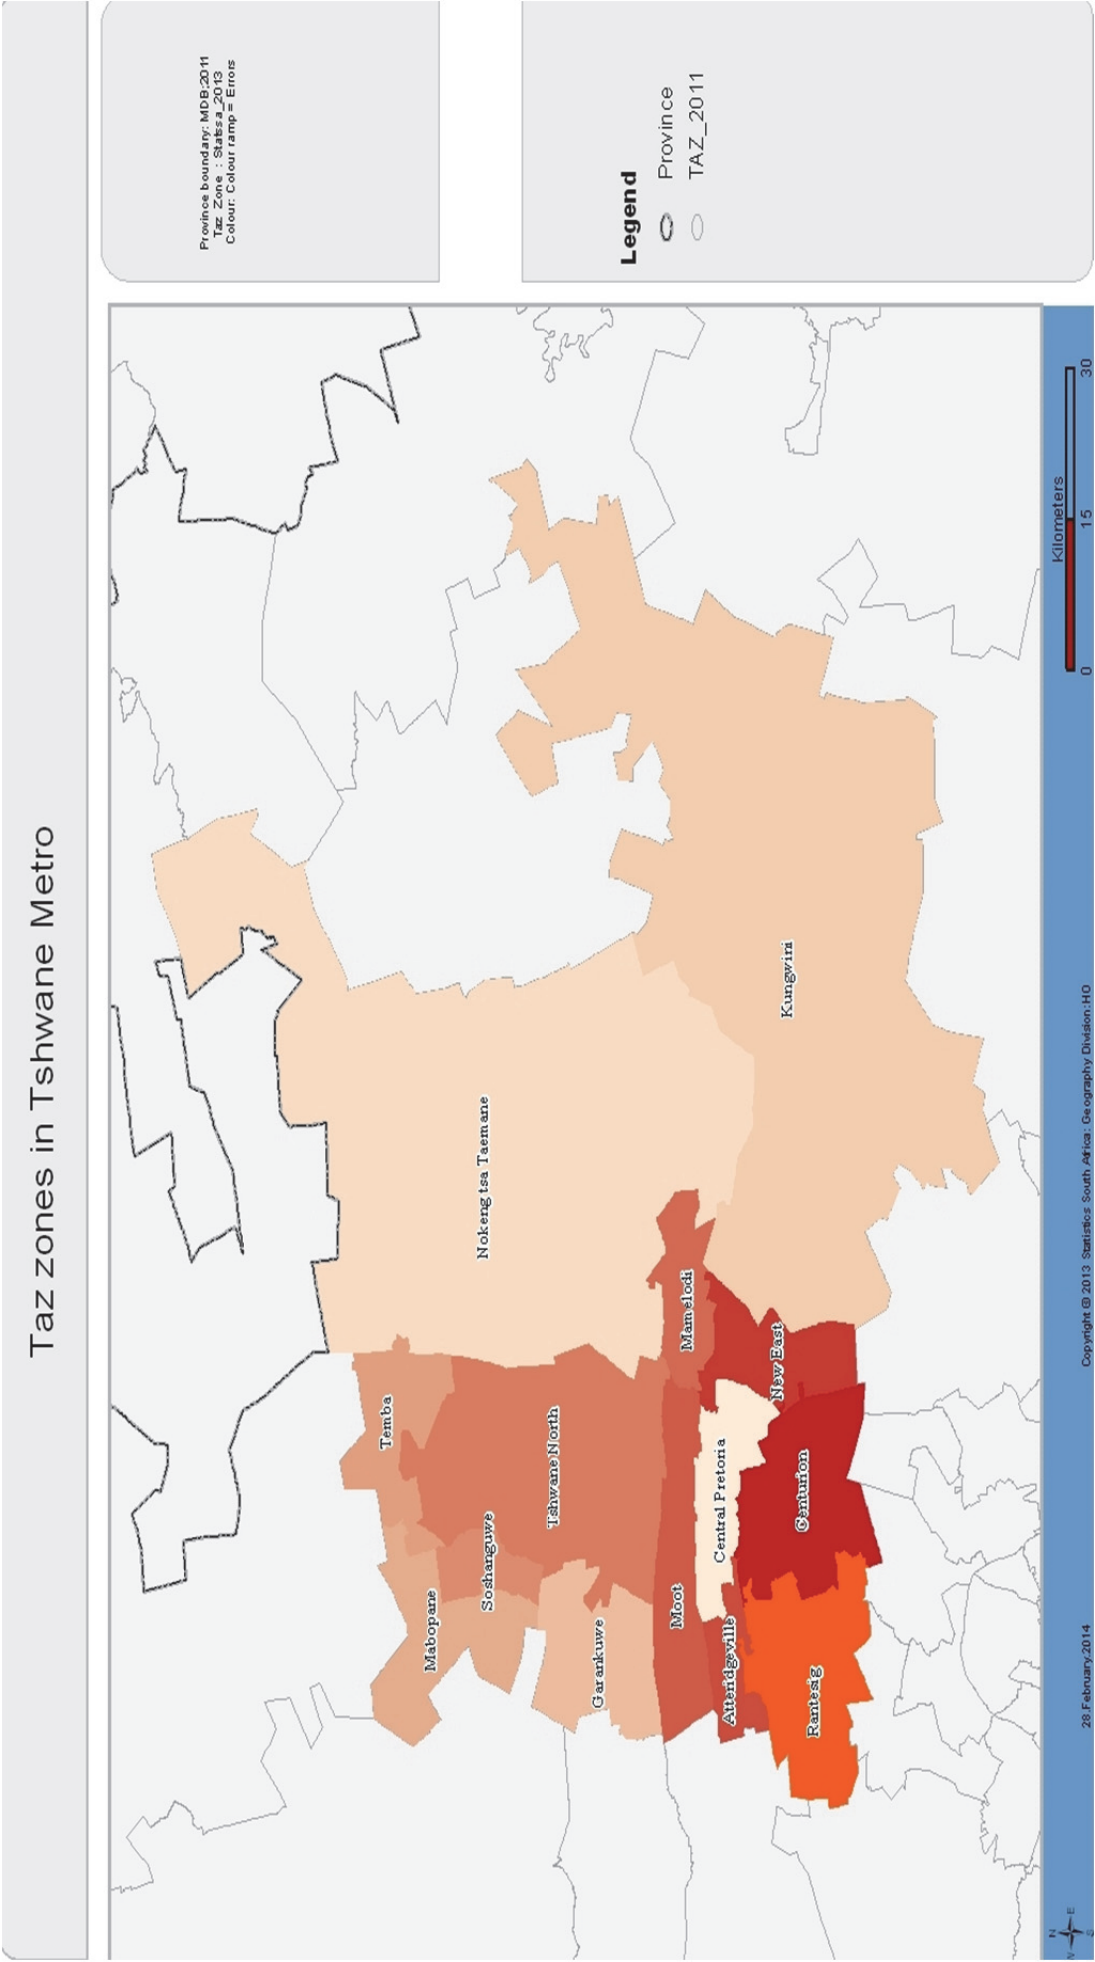 Taz zones in Tshwane Metro
Province boundary: MDB:2011
Taz Zone : Statssa_2013
Colour: Colour ramp = Errors
Legend
Province
TAZ_2011
Temba
Mabopane
Soshanguwe
Nokeng tsa Taemane
Tshwane North
Garankuwe
Moot
Mamelodi
Central Pretoria
Atteridgeville
New East
Kungwini
Centurion
Rantesig
Kilometers
0 15 30
N
W E
S
28.February.2014
Copyright © 2013 Statistics South Africa: Geography Division:HO